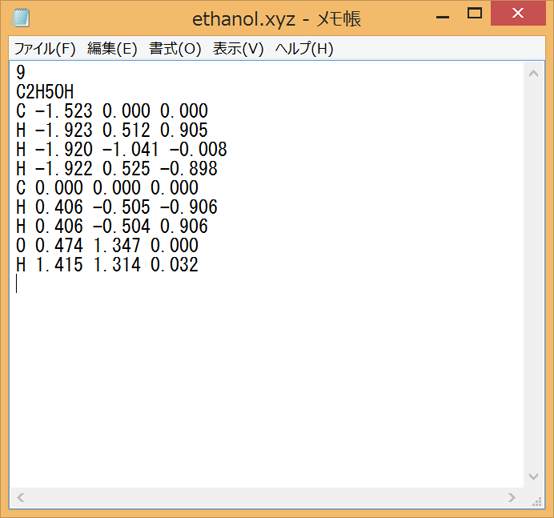 ethanol.xyz - メモ帳
ファイル(F) 編集(E) 書式(O) 表示(V) ヘルプ(H)
9
C2H5OH
C -1.523 0.000 0.000
H -1.923 0.512 0.905
H -1.920 -1.041 -0.008
H -1.922 0.525 -0.898
C 0.000 0.000 0.000
H 0.406 -0.505 -0.906
H 0.406 -0.504 0.906
O 0.474 1.347 0.000
H 1.415 1.314 0.032